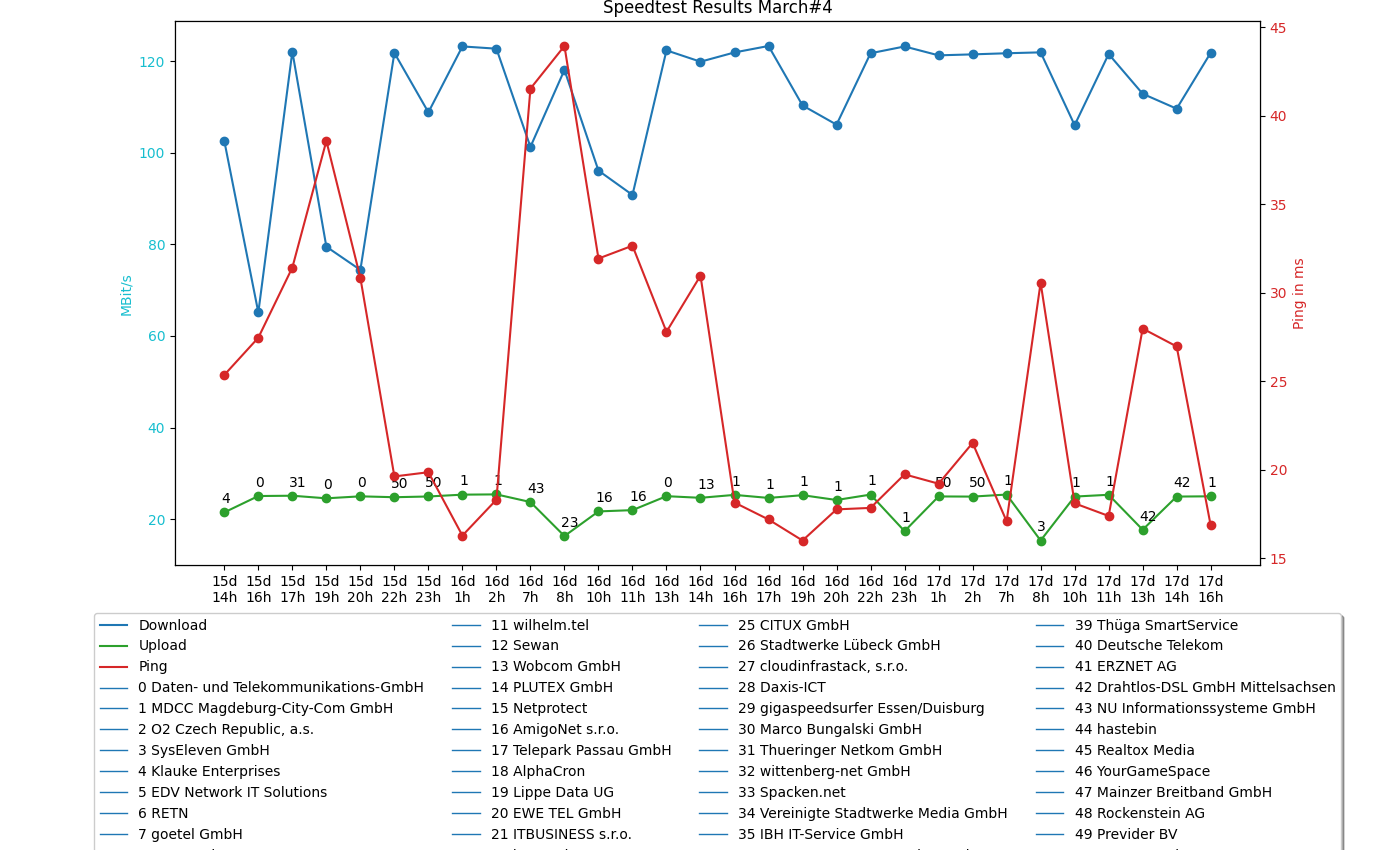 Speedtest Results March#4
120
100
80
60
40
20
MBit/s
45
40
35
30
25
20
15
Ping in ms
4 0 31 0 0 50 50 1 1 43 23 16 16 0 13 1 1 1 1 1 1 50 50 1 3 1 1 42 42 1
15d 15d 15d 15d 15d 15d 15d 16d 16d 16d 16d 16d 16d 16d 16d 16d 16d 16d 16d 16d 16d 17d 17d 17d 17d 17d 17d 17d 17d 17d
14h 16h 17h 19h 20h 22h 23h 1h 2h 7h 8h 10h 11h 13h 14h 16h 17h 19h 20h 22h 23h 1h 2h 7h 8h 10h 11h 13h 14h 16h
Download
Upload
Ping
0 Daten- und Telekommunikations-GmbH
1 MDCC Magdeburg-City-Com GmbH
2 O2 Czech Republic, a.s.
3 SysEleven GmbH
4 Klauke Enterprises
5 EDV Network IT Solutions
6 RETN
7 goetel GmbH
11 wilhelm.tel
12 Sewan
13 Wobcom GmbH
14 PLUTEX GmbH
15 Netprotect
16 AmigoNet s.r.o.
17 Telepark Passau GmbH
18 AlphaCron
19 Lippe Data UG
20 EWE TEL GmbH
21 ITBUSINESS s.r.o.
25 CITUX GmbH
26 Stadtwerke Lübeck GmbH
27 cloudinfrastack, s.r.o.
28 Daxis-ICT
29 gigaspeedsurfer Essen/Duisburg
30 Marco Bungalski GmbH
31 Thueringer Netkom GmbH
32 wittenberg-net GmbH
33 Spacken.net
34 Vereinigte Stadtwerke Media GmbH
35 IBH IT-Service GmbH
39 Thüga SmartService
40 Deutsche Telekom
41 ERZNET AG
42 Drahtlos-DSL GmbH Mittelsachsen
43 NU Informationssysteme GmbH
44 hastebin
45 Realtox Media
46 YourGameSpace
47 Mainzer Breitband GmbH
48 Rockenstein AG
49 Previder BV